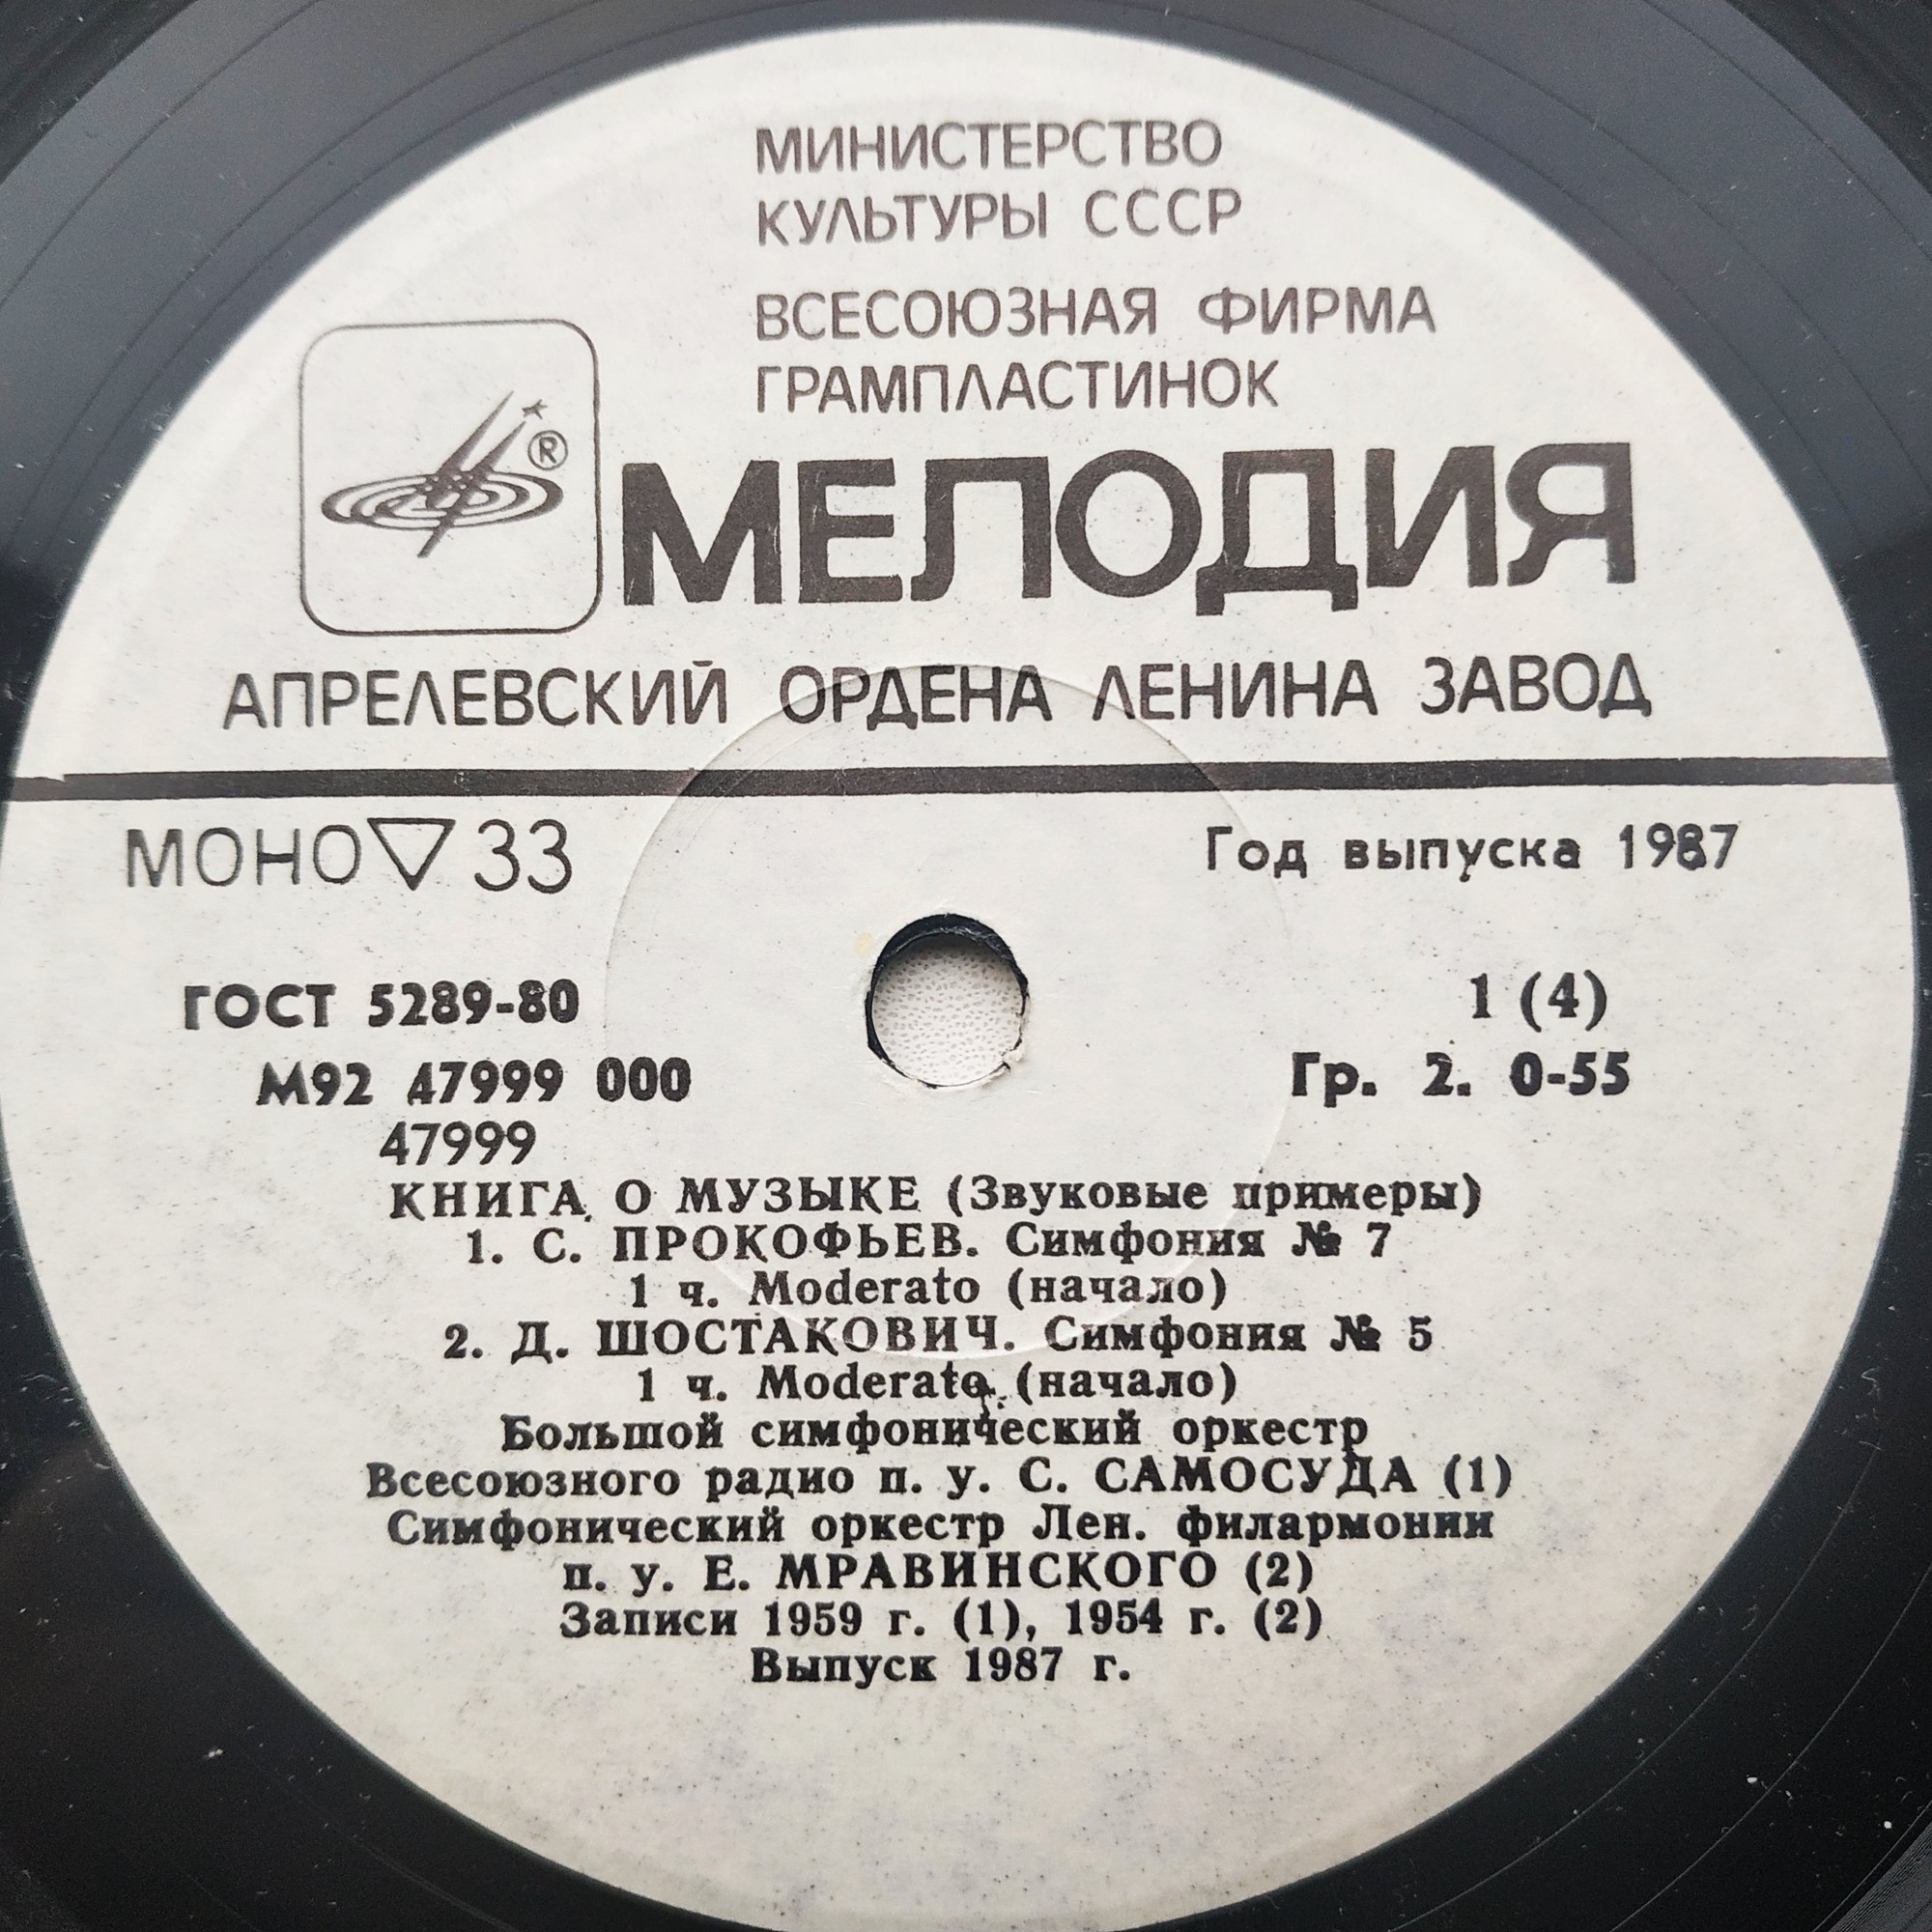 МИНИСТЕРСТВО
КУЛЬТУРЫ СССР
ВСЕСОЮЗНАЯ ФИРМА
ГРАМПЛАСТИНОК
®
МЕЛОДИЯ
АПРЕЛЕВСКИЙ ОРДЕНА ЛЕНИНА ЗАВОД
МОНО▽33
Год выпуска 1987
ГОСТ 5289-80
1 (4)
М92 47999 000
Гр. 2. 0-55
47999
КНИГА О МУЗЫКЕ (Звуковые примеры)
1. С. ПРОКОФЬЕВ. Симфония № 7
1 ч. Moderato (начало)
2. Д. ШОСТАКОВИЧ. Симфония № 5
1 ч. Moderato (начало)
Большой симфонический оркестр
Всесоюзного радио п. у. С. САМОСУДА (1)
Симфонический оркестр Лен. филармонии
п. у. Е. МРАВИНСКОГО (2)
Записи 1959 г. (1), 1954 г. (2)
Выпуск 1987 г.